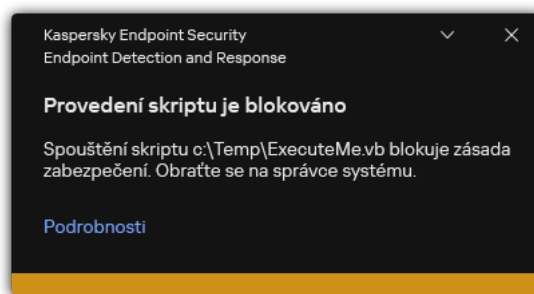 Kaspersky Endpoint Security
Endpoint Detection and Response
Provedení skriptu je blokováno
Spouštění skriptu c:\Temp\ExecuteMe.vb blokuje zásada
zabezpečení. Obraťte se na správce systému.
Podrobnosti